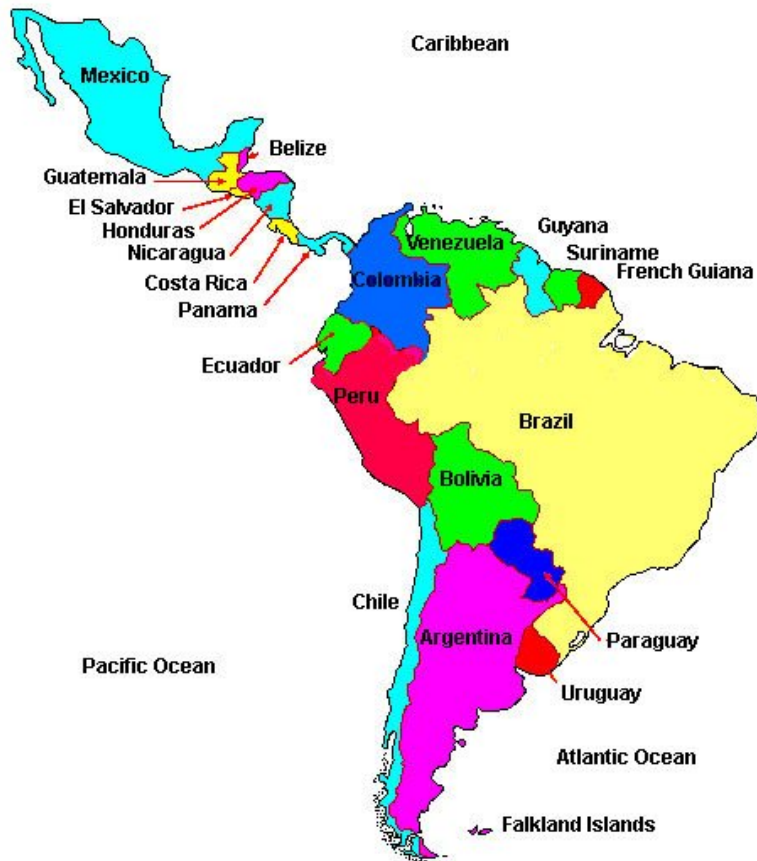 Caribbean
Mexico
Belize
Guatemala
El Salvador
Honduras
Nicaragua
Costa Rica
Panama
Guyana
Venezuela
Suriname
French Guiana
Colombia
Ecuador
Peru
Brazil
Bolivia
Chile
Argentina
Paraguay
Pacific Ocean
Uruguay
Atlantic Ocean
Falkland Islands